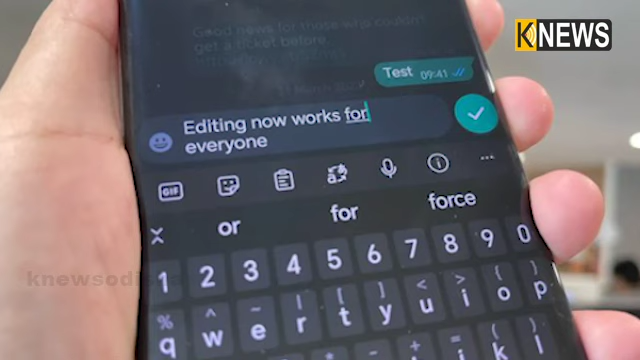 KNEWS
Good news for those who couldn't
get a ticket before
Test 09:41
Editing now works for
everyone
GIF
or for force
1 2 3 4 5 6 7 8 9 0
% ^ ~ | [ ] < > { }
q w e r t y u i o p
j k l